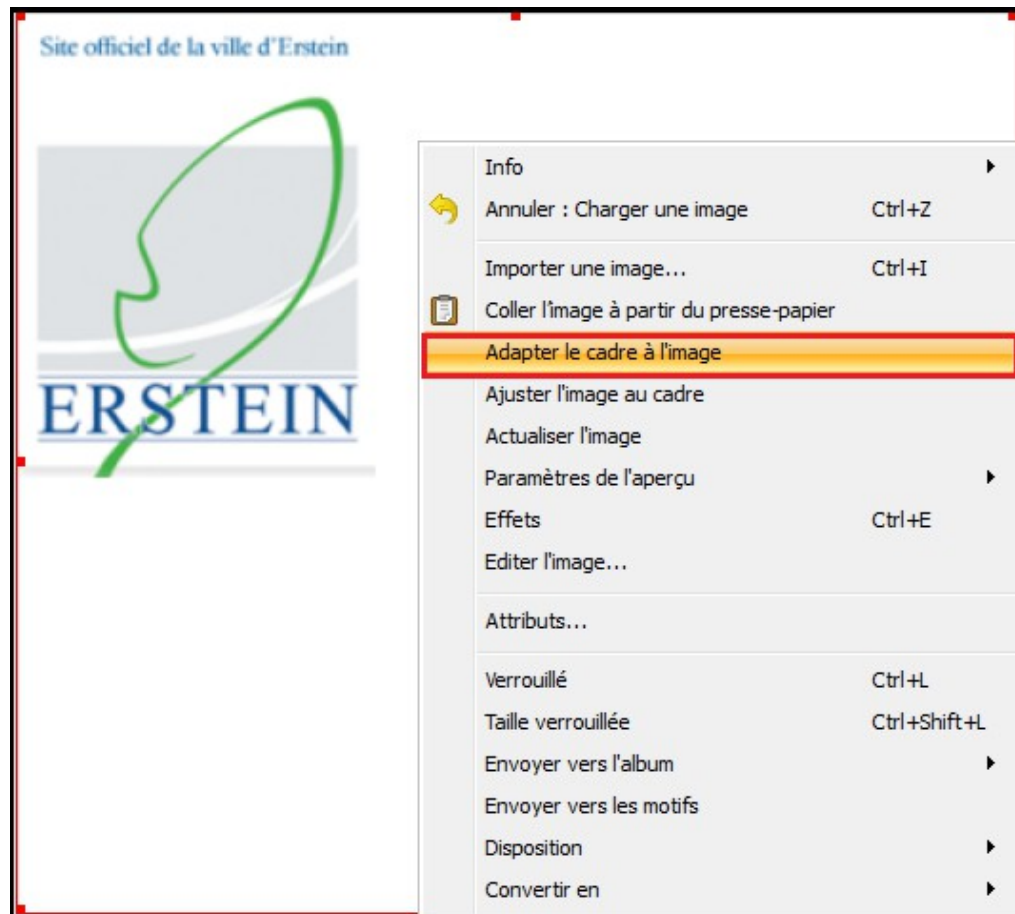 Site officiel de la ville d'Erstein
ERSTEIN
Info
Annuler : Charger une image Ctrl+Z
Importer une image... Ctrl+I
Coller l'image à partir du presse-papier
Adapter le cadre à l'image
Ajuster l'image au cadre
Actualiser l'image
Paramètres de l'aperçu
Effets Ctrl+E
Editer l'image...
Attributs...
Verrouillé Ctrl+L
Taille verrouillée Ctrl+Shift+L
Envoyer vers l'album
Envoyer vers les motifs
Disposition
Convertir en